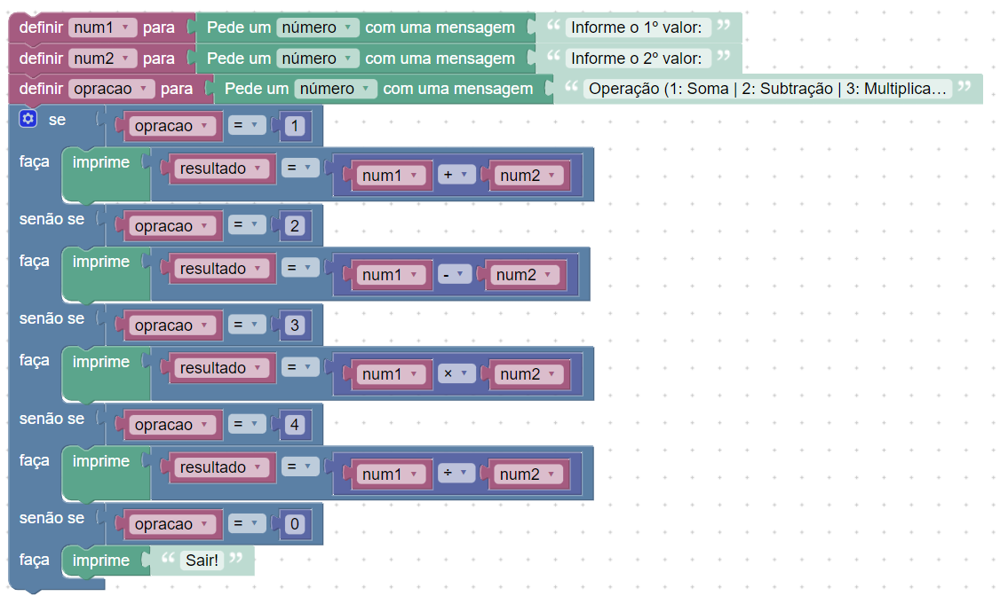 definir num1 para Pede um número com uma mensagem “ Informe o 1º valor: ”
definir num2 para Pede um número com uma mensagem “ Informe o 2º valor: ”
definir opracao para Pede um número com uma mensagem “ Operação (1: Soma | 2: Subtração | 3: Multiplica… ”
se opracao = 1
faça imprime resultado = num1 + num2
senão se opracao = 2
faça imprime resultado = num1 - num2
senão se opracao = 3
faça imprime resultado = num1 × num2
senão se opracao = 4
faça imprime resultado = num1 ÷ num2
senão se opracao = 0
faça imprime “ Sair! ”